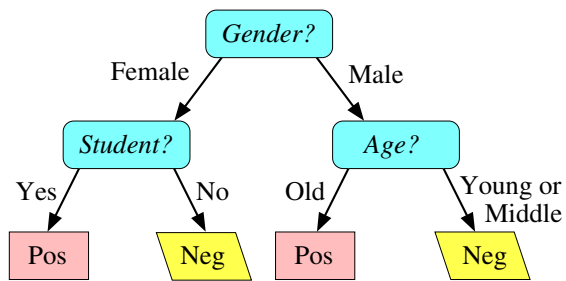 Gender?
Female
Male
Student?
Age?
Yes
No
Old
Young or
Middle
Pos
Neg
Pos
Neg